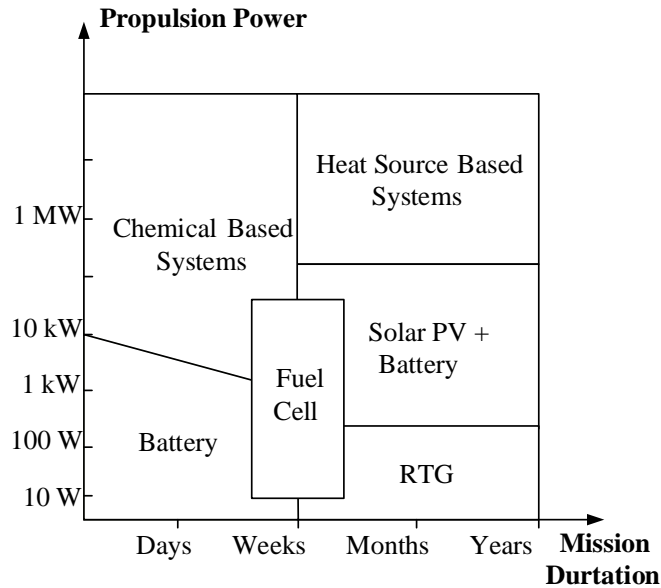 Propulsion Power
Heat Source Based
Systems
1 MW
Chemical Based
Systems
10 kW
Solar PV +
Battery
1 kW
Fuel
Cell
100 W
Battery
RTG
10 W
Days
Weeks
Months
Years
Mission
Durtation